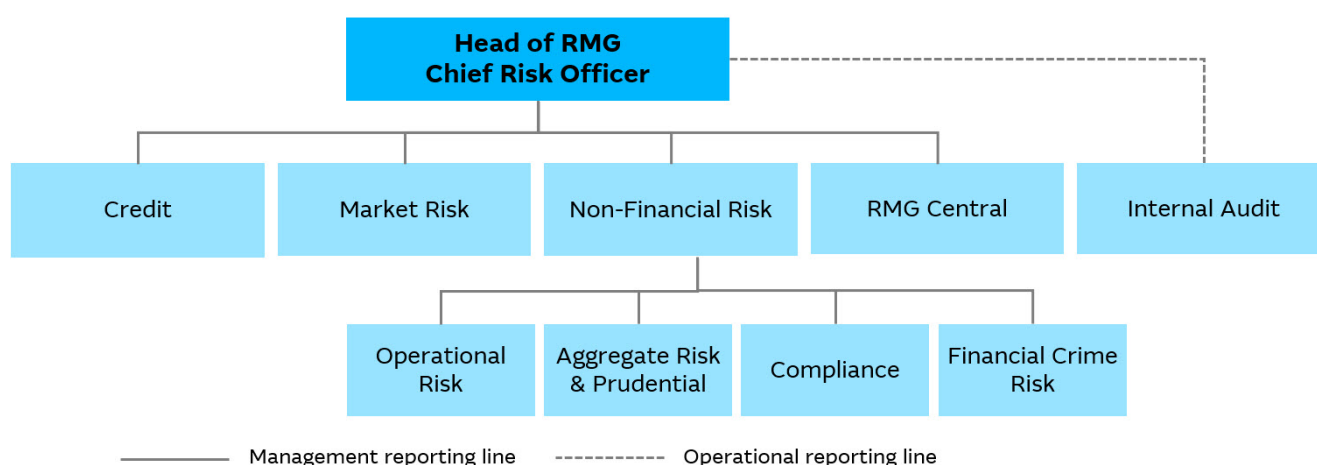 Head of RMG
Chief Risk Officer
Credit
Market Risk
Non-Financial Risk
RMG Central
Internal Audit
Operational
Risk
Aggregate Risk
& Prudential
Compliance
Financial Crime
Risk
Management reporting line
Operational reporting line